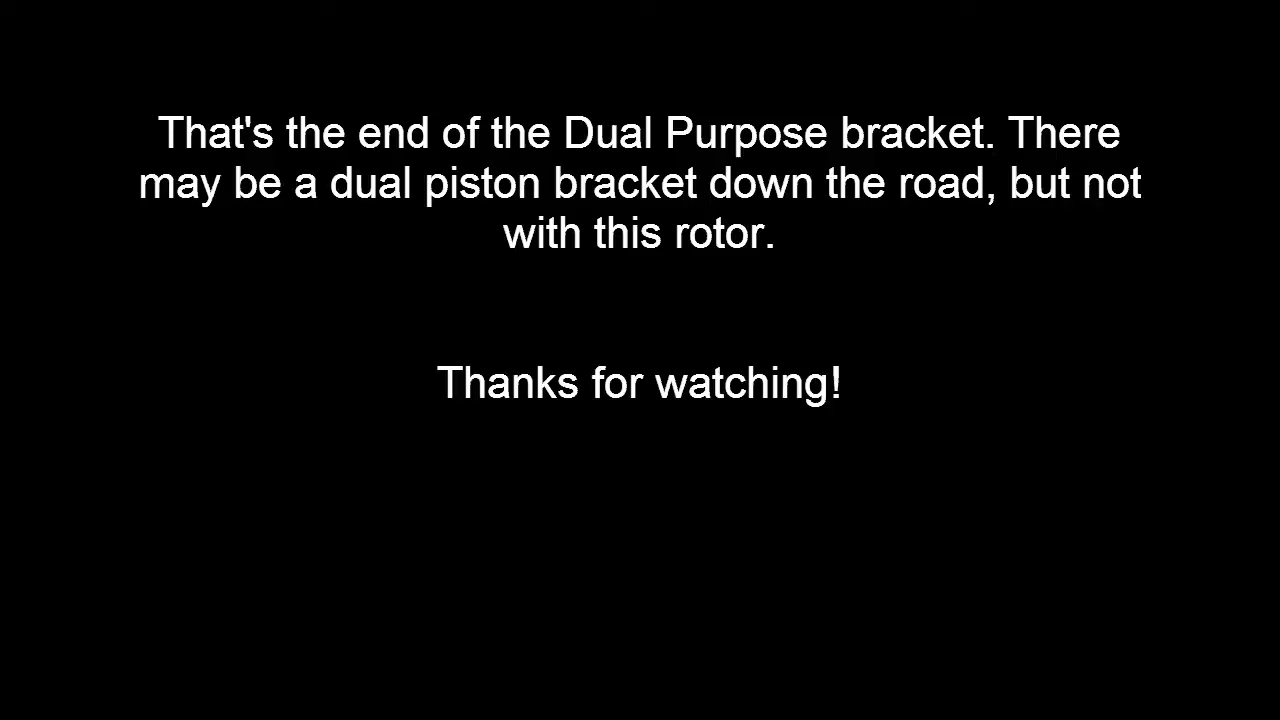 That's the end of the Dual Purpose bracket. There
may be a dual piston bracket down the road, but not
with this rotor.
Thanks for watching!